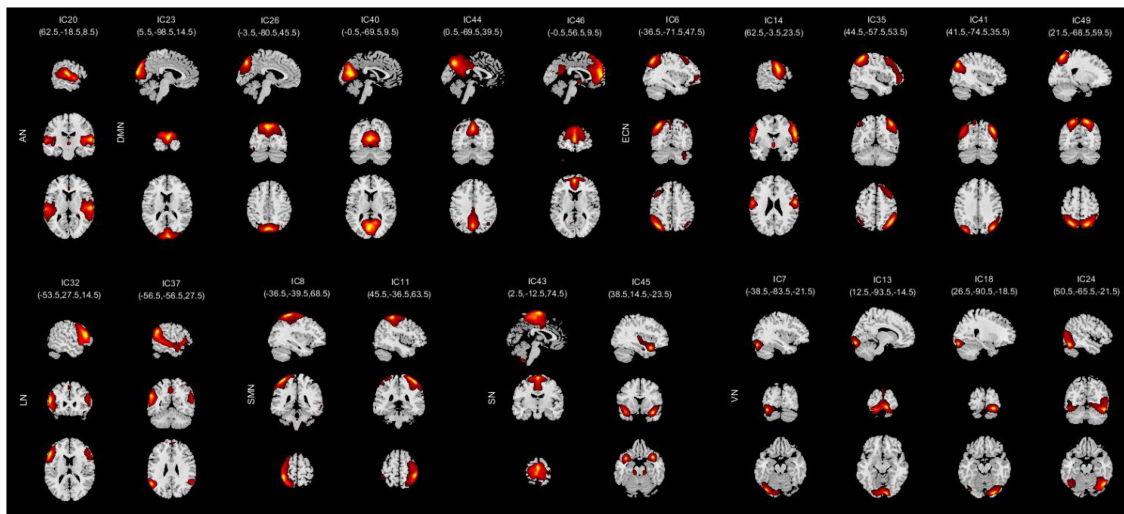 IC20 IC23 IC26 IC40 IC44 IC46 IC6 IC14 IC35 IC41 IC49
(62.5,-18.5,8.5) (5.5,-98.5,14.5) (-3.5,-80.5,45.5) (-0.5,-69.5,9.5) (0.5,-69.5,39.5) (-0.5,56.5,9.5) (-36.5,-71.5,47.5) (62.5,-3.5,23.5) (44.5,-57.5,53.5) (41.5,-74.5,35.5) (21.5,-68.5,59.5)
AN DMN ECN
IC32 IC37 IC8 IC11 IC43 IC45 IC7 IC13 IC18 IC24
(-53.5,27.5,14.5) (-56.5,-56.5,27.5) (-36.5,-39.5,68.5) (45.5,-36.5,63.5) (2.5,-12.5,74.5) (38.5,14.5,-23.5) (-38.5,-83.5,-21.5) (12.5,-93.5,-14.5) (26.5,-90.5,-18.5) (50.5,-65.5,-21.5)
LN SMN SN VN